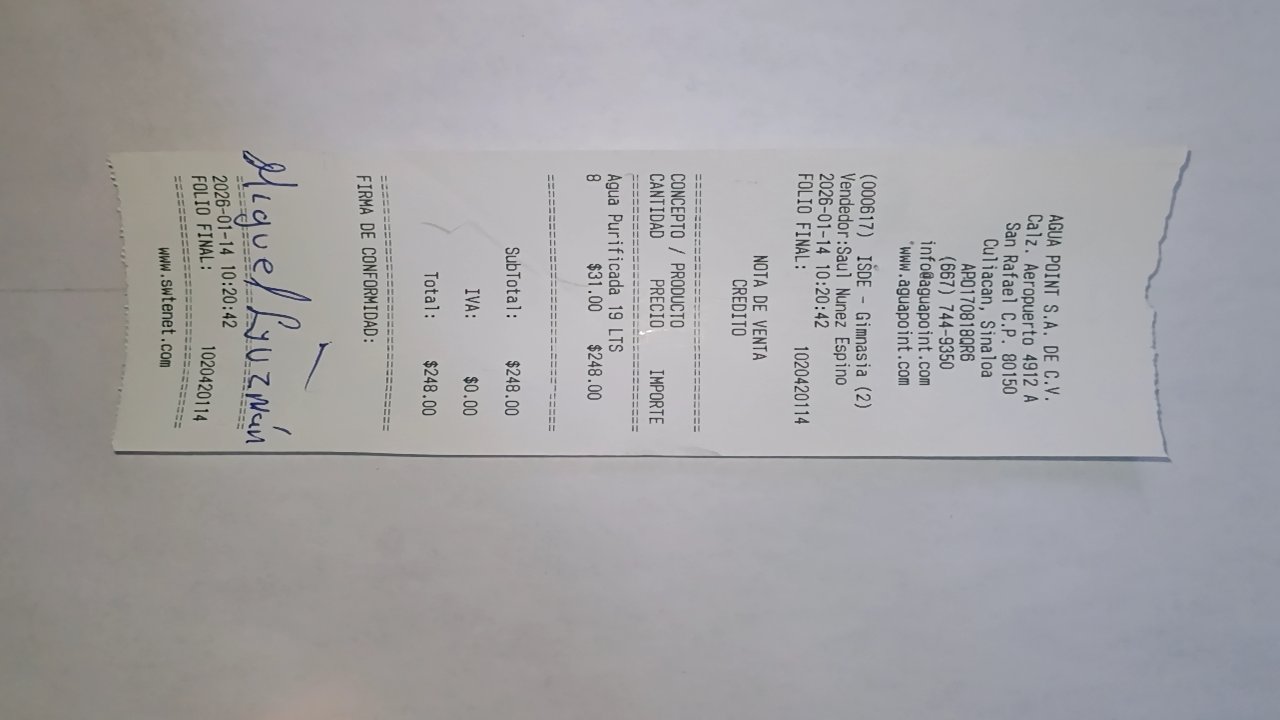 AGUA POINT S.A. DE C.V.
Calz. Aeropuerto 4912 A
San Rafael C.P. 80150
Culiacan, Sinaloa
APO170818QR6
(667) 744-9350
info@aguapoint.com
www.aguapoint.com
(000617) ISDE - Gimnasia (2)
Vendedor:Saul Nunez Espino
2026-01-14 10:20:42
FOLIO FINAL: 1020420114
NOTA DE VENTA
CREDITO
==============================
CONCEPTO / PRODUCTO
CANTIDAD PRECIO IMPORTE
==============================
Agua Purificada 19 LTS
8 $31.00 $248.00
==============================
SubTotal: $248.00
IVA: $0.00
Total: $248.00
==============================
FIRMA DE CONFORMIDAD:
Miguel
==============================
2026-01-14 10:20:42
FOLIO FINAL: 1020420114
==============================
www.swtenet.com